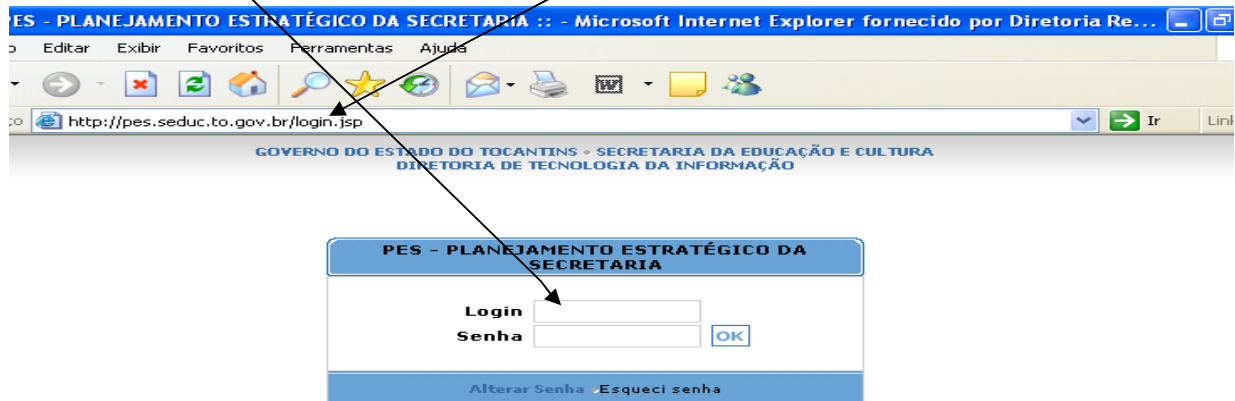 PES - PLANEJAMENTO ESTRATÉGICO DA SECRETARIA :: - Microsoft Internet Explorer fornecido por Diretoria Re...
Editar Exibir Favoritos Ferramentas Ajuda
http://pes.seduc.to.gov.br/login.jsp Ir
GOVERNO DO ESTADO DO TOCANTINS - SECRETARIA DA EDUCAÇÃO E CULTURA
DIRETORIA DE TECNOLOGIA DA INFORMAÇÃO
PES - PLANEJAMENTO ESTRATÉGICO DA
SECRETARIA
Login
Senha OK
Alterar Senha Esqueci senha